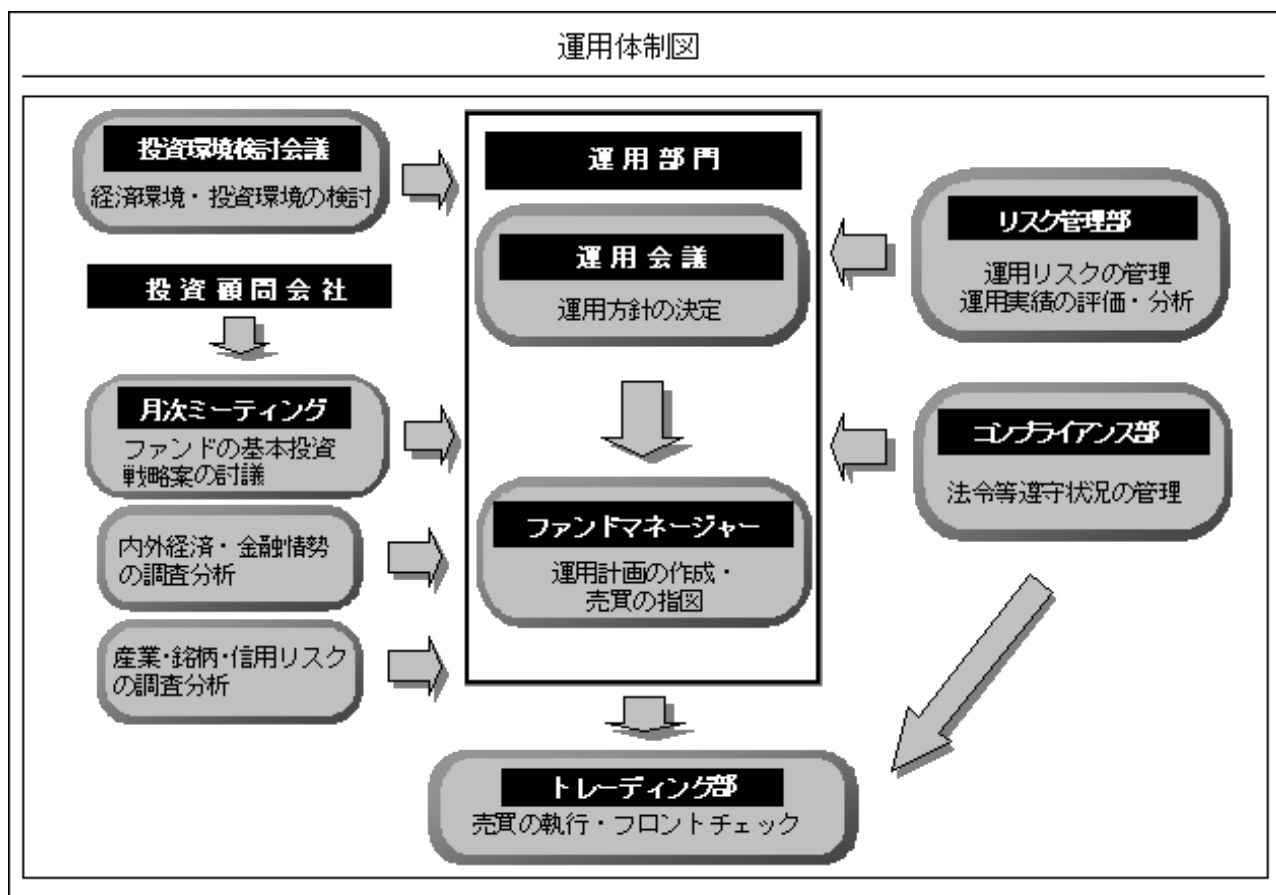 運用体制図
投資環境検討会議
経済環境・投資環境の検討
投資顧問会社
月次ミーティング
ファンドの基本投資
戦略案の討議
内外経済・金融情勢
の調査分析
産業・銘柄・信用リスク
の調査分析
運用部門
運用会議
運用方針の決定
ファンドマネージャー
運用計画の作成・
売買の指図
リスク管理部
運用リスクの管理
運用実績の評価・分析
コンプライアンス部
法令等遵守状況の管理
トレーディング部
売買の執行・フロントチェック